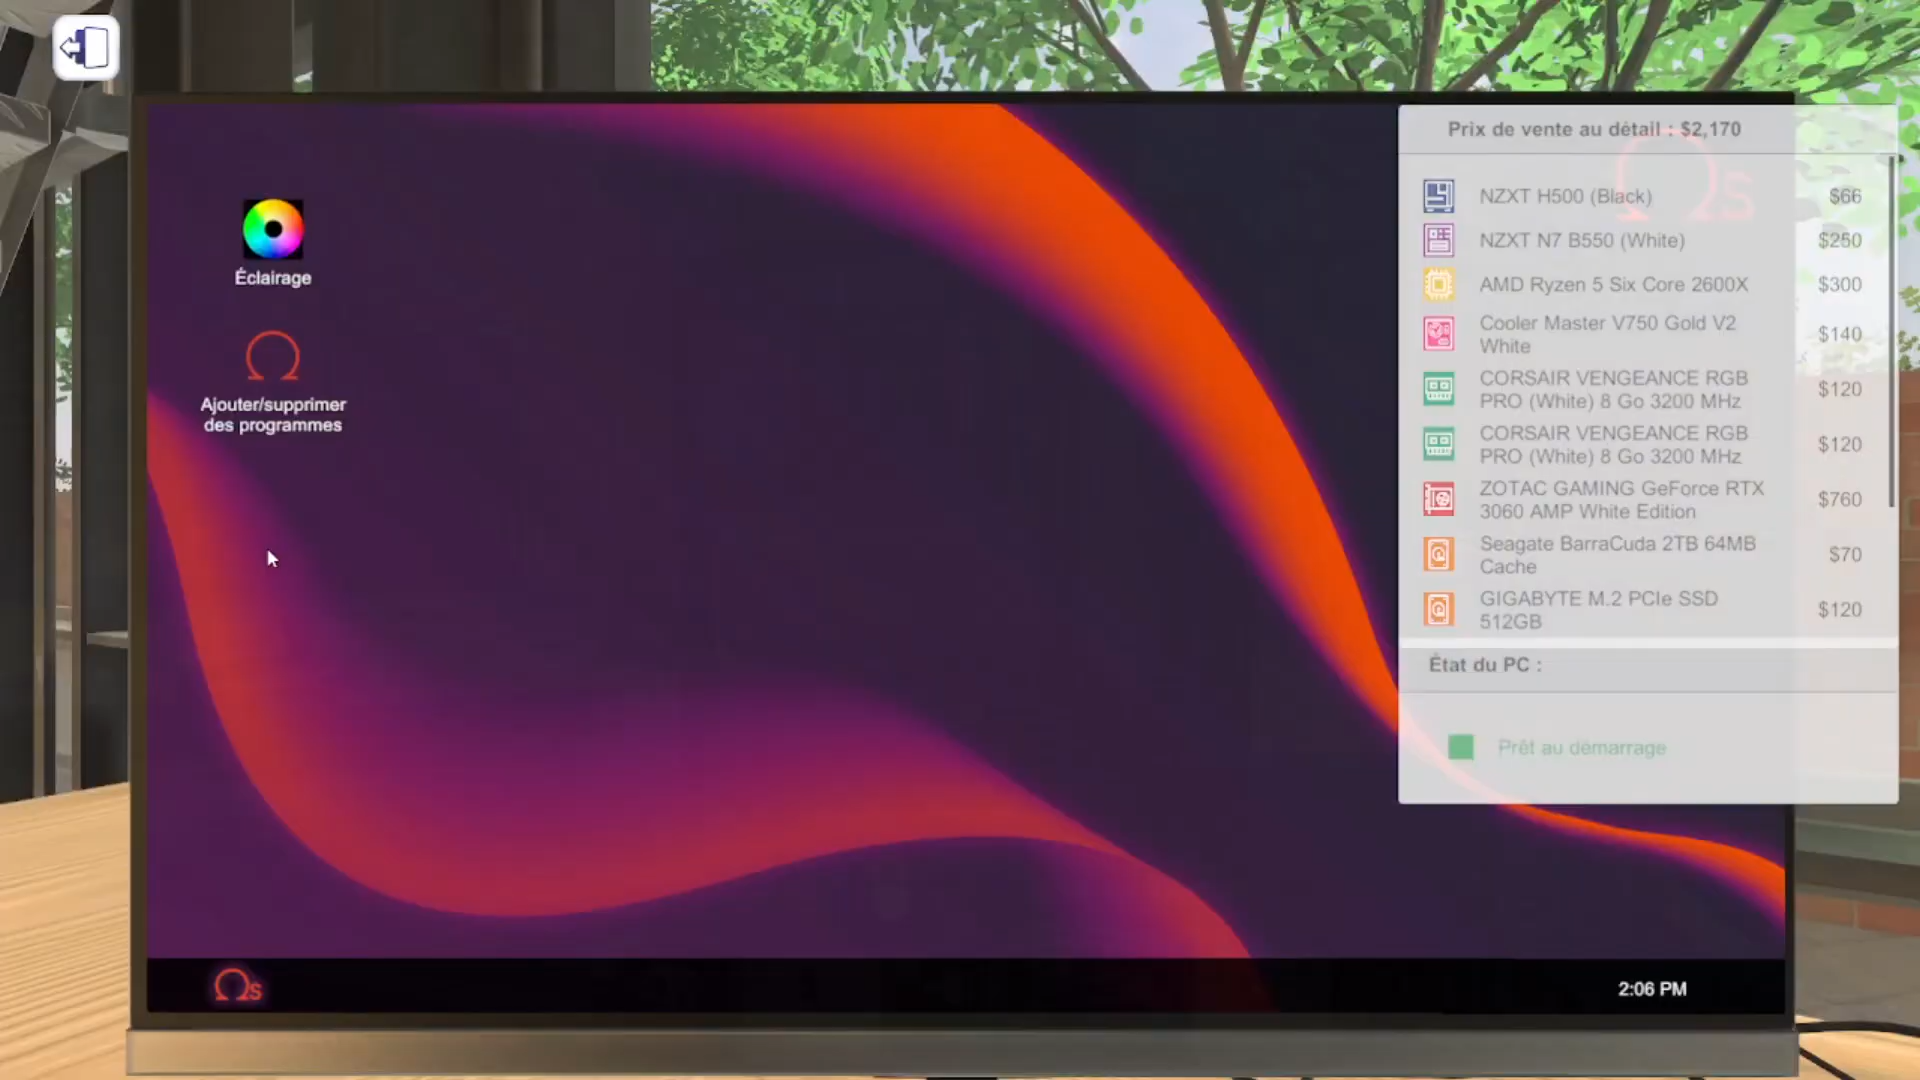 Prix de vente au détail : $2,170
NZXT H500 (Black) $66
NZXT N7 B550 (White) $250
AMD Ryzen 5 Six Core 2600X $300
Cooler Master V750 Gold V2
White $140
CORSAIR VENGEANCE RGB
PRO (White) 8 Go 3200 MHz $120
CORSAIR VENGEANCE RGB
PRO (White) 8 Go 3200 MHz $120
ZOTAC GAMING GeForce RTX
3060 AMP White Edition $760
Seagate BarraCuda 2TB 64MB
Cache $70
GIGABYTE M.2 PCIe SSD
512GB $120
État du PC :
Prêt au démarrage
Éclairage
Ajouter/supprimer
des programmes
Ωs
Ωs
2:06 PM